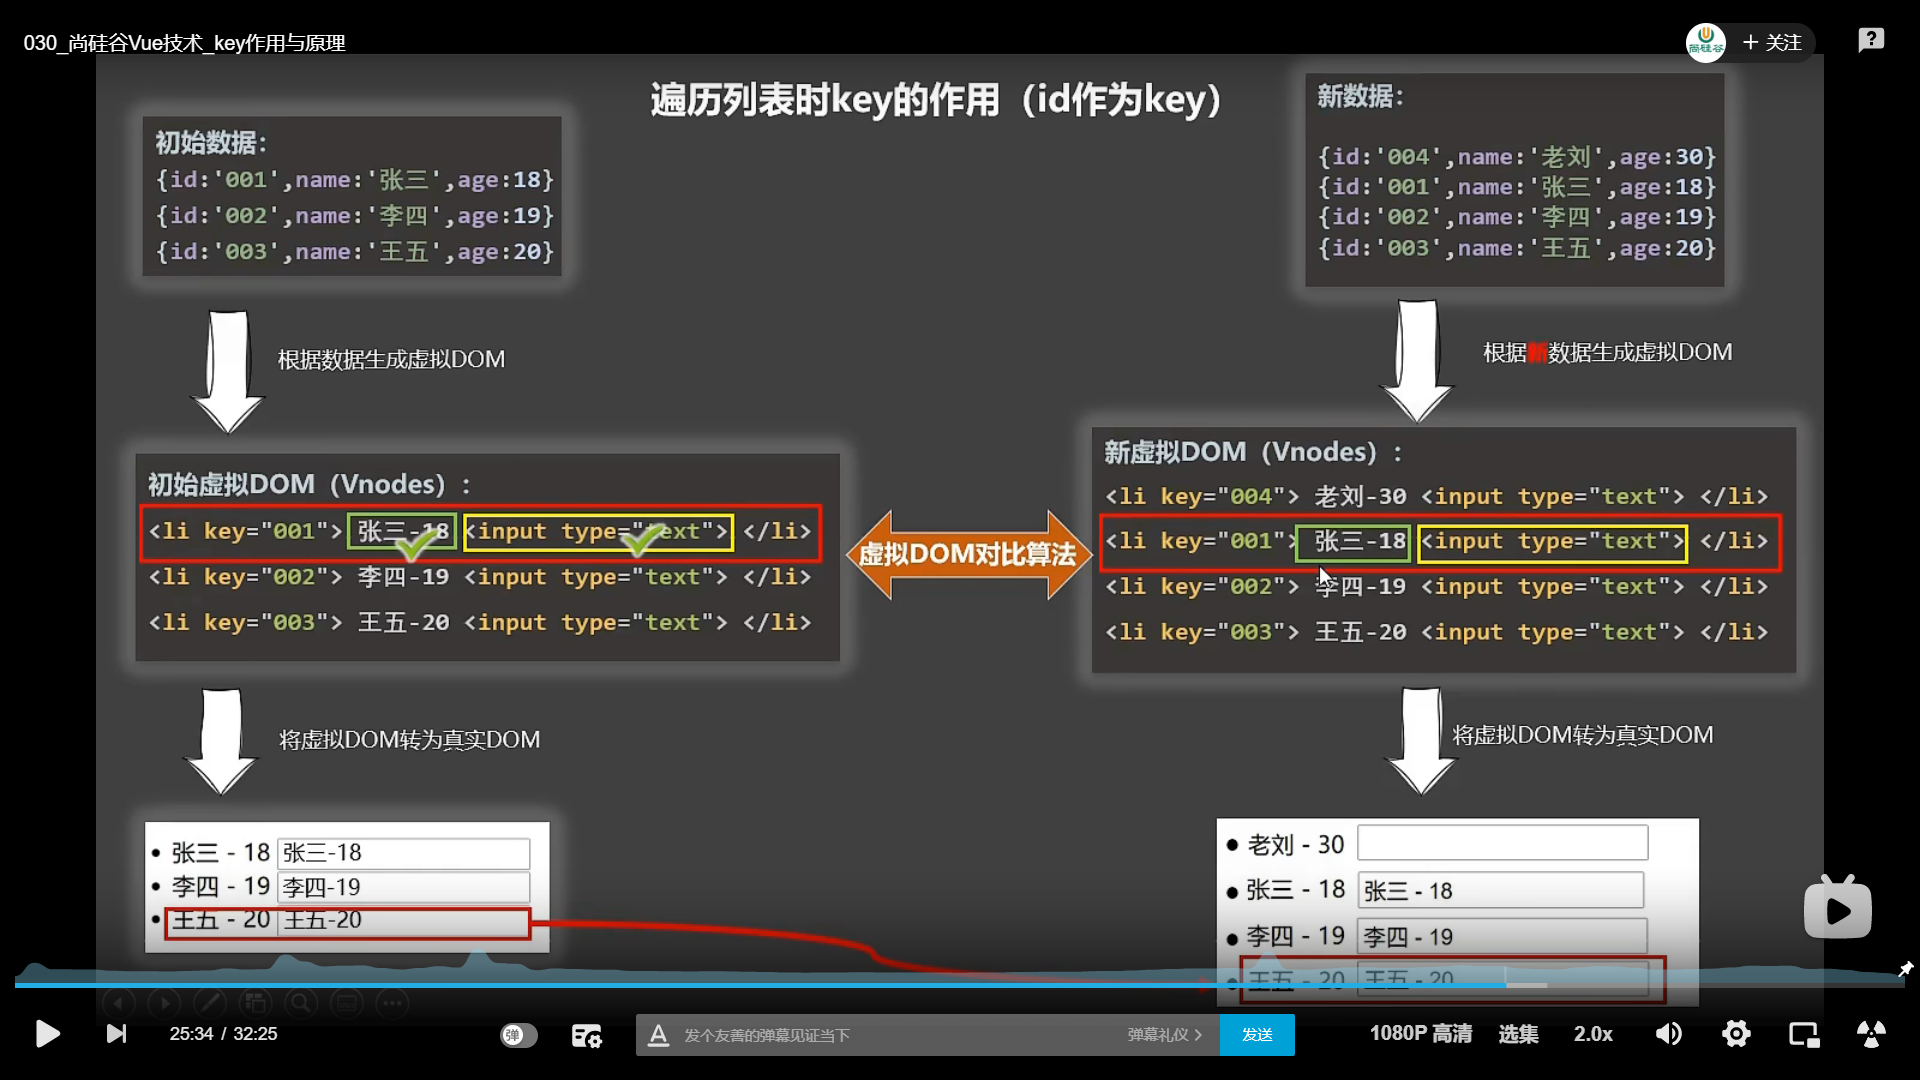 030_尚硅谷Vue技术_key作用与原理
尚硅谷
+ 关注
遍历列表时key的作用（id作为key）
初始数据：
{id:'001',name:'张三',age:18}
{id:'002',name:'李四',age:19}
{id:'003',name:'王五',age:20}
新数据：
{id:'004',name:'老刘',age:30}
{id:'001',name:'张三',age:18}
{id:'002',name:'李四',age:19}
{id:'003',name:'王五',age:20}
根据数据生成虚拟DOM
根据新数据生成虚拟DOM
初始虚拟DOM（Vnodes）：
<li key="001"> 张三-18 <input type="text"> </li>
<li key="002"> 李四-19 <input type="text"> </li>
<li key="003"> 王五-20 <input type="text"> </li>
虚拟DOM对比算法
新虚拟DOM（Vnodes）：
<li key="004"> 老刘-30 <input type="text"> </li>
<li key="001"> 张三-18 <input type="text"> </li>
<li key="002"> 李四-19 <input type="text"> </li>
<li key="003"> 王五-20 <input type="text"> </li>
将虚拟DOM转为真实DOM
将虚拟DOM转为真实DOM
张三 - 18 张三-18
李四 - 19 李四-19
王五 - 20 王五-20
老刘 - 30
张三 - 18 张三 - 18
李四 - 19 李四 - 19
王五 - 20 王五 - 20
25:34 / 32:25
弹
A 发个友善的弹幕见证当下
弹幕礼仪 >
发送
1080P 高清
选集
2.0x